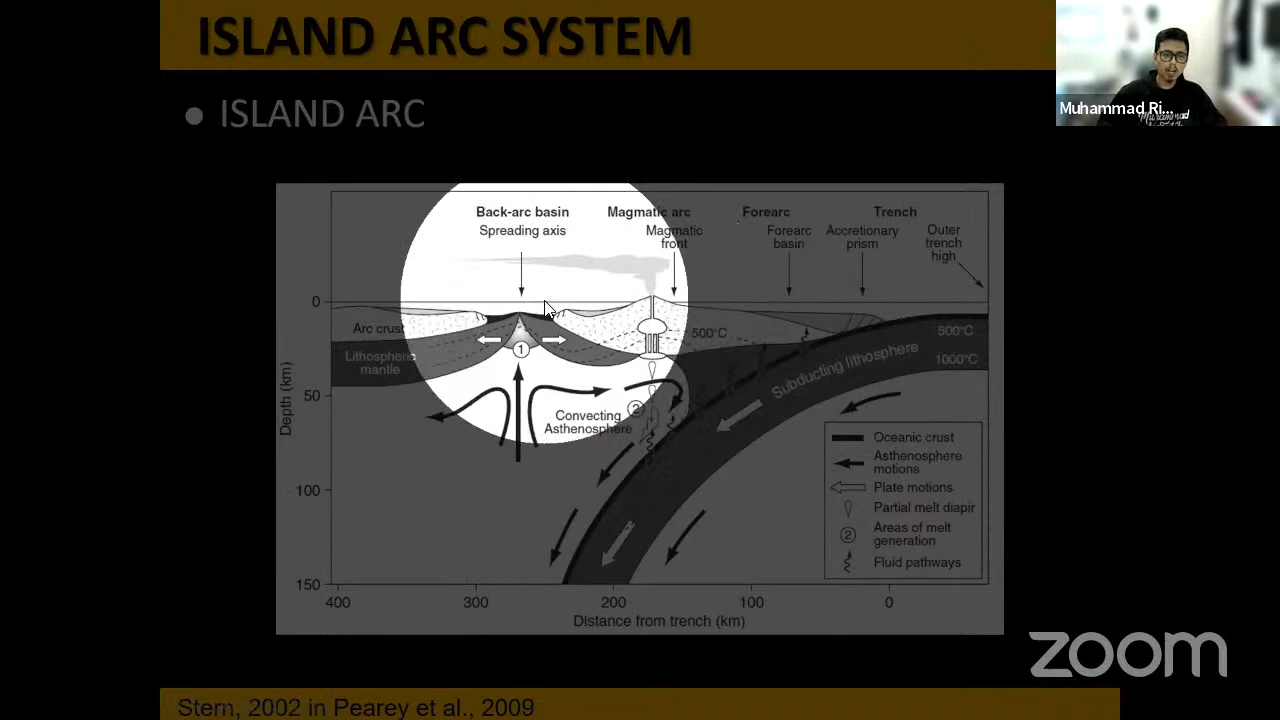 ISLAND ARC SYSTEM
Muhammad Ri...
● ISLAND ARC
Back-arc basin
Magmatic arc
Forearc
Trench
Spreading axis
Magmatic
front
Forearc
basin
Accretionary
prism
Outer
trench
high
0
50
100
150
Depth (km)
Arc crust
Lithospheric
mantle
500°C
500°C
1000°C
1
2
Convecting
Asthenosphere
Subducting lithosphere
Oceanic crust
Asthenosphere
motions
Plate motions
Partial melt diapir
2
Areas of melt
generation
Fluid pathways
400
300
200
100
0
Distance from trench (km)
zoom
Stern, 2002 in Pearey et al., 2009